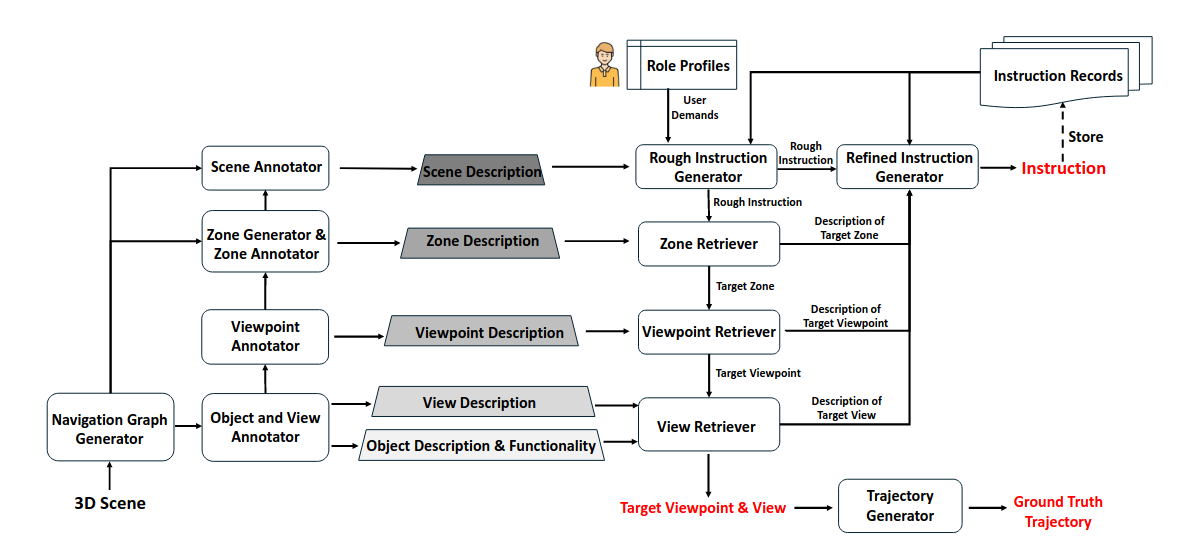 Role Profiles
Instruction Records
User
Demands
Store
Scene Annotator
Scene Description
Rough Instruction
Generator
Rough
Instruction
Refined Instruction
Generator
Instruction
Rough Instruction
Zone Generator &
Zone Annotator
Zone Description
Zone Retriever
Description of
Target Zone
Target Zone
Viewpoint
Annotator
Viewpoint Description
Viewpoint Retriever
Description of
Target Viewpoint
Target Viewpoint
Navigation Graph
Generator
Object and View
Annotator
View Description
Object Description & Functionality
View Retriever
Description of
Target View
3D Scene
Target Viewpoint & View
Trajectory
Generator
Ground Truth
Trajectory